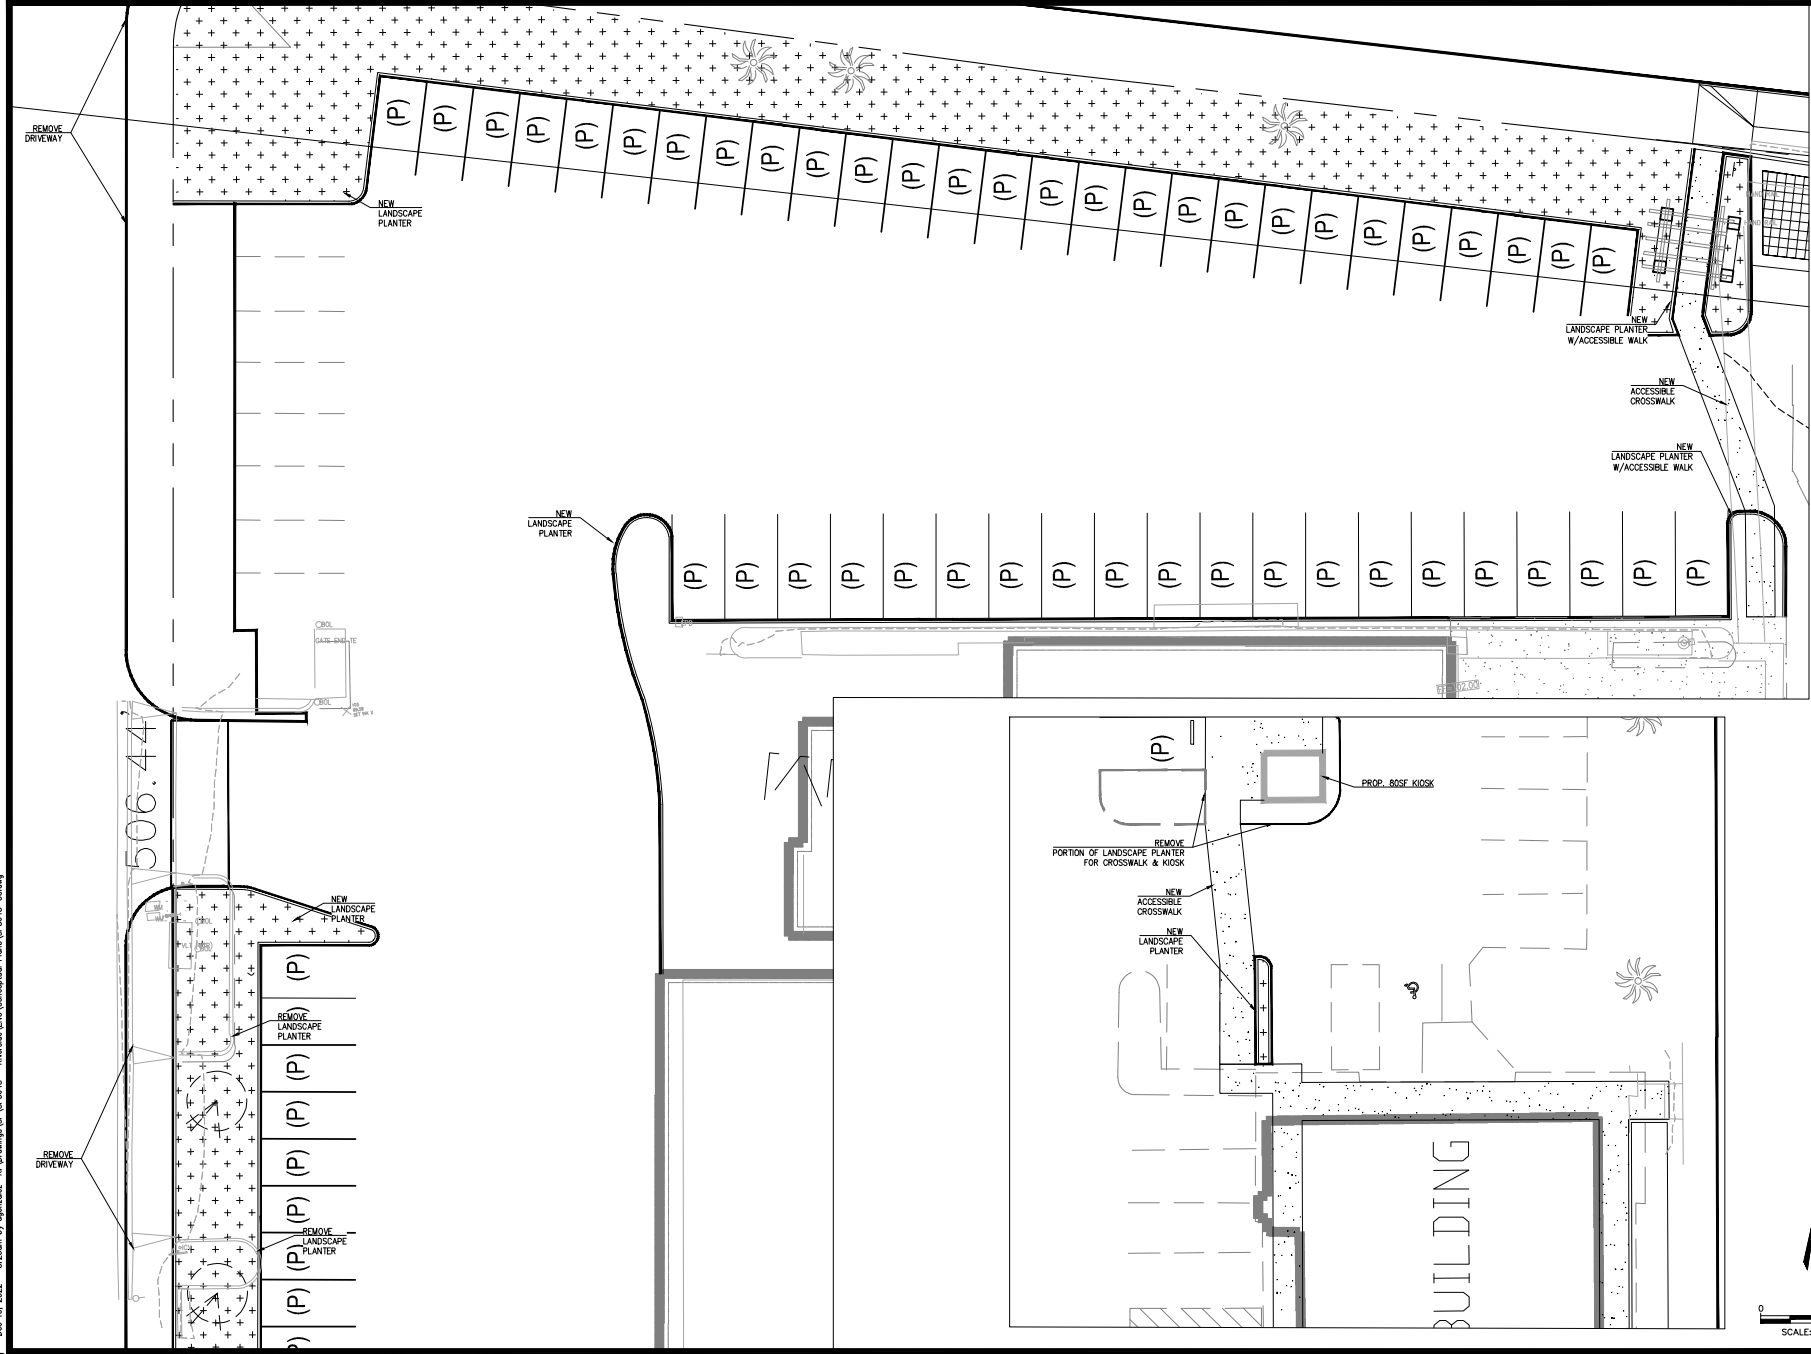 REMOVE
DRIVEWAY
(P) (P) (P) (P) (P) (P) (P) (P) (P) (P) (P) (P) (P) (P) (P) (P) (P) (P) (P) (P) (P) (P) (P) (P) (P) (P) (P)
NEW
LANDSCAPE
PLANTER
NEW
LANDSCAPE PLANTER
W/ACCESSIBLE WALK
NEW
ACCESSIBLE
CROSSWALK
NEW
LANDSCAPE PLANTER
W/ACCESSIBLE WALK
NEW
LANDSCAPE
PLANTER
(P) (P) (P) (P) (P) (P) (P) (P) (P) (P) (P) (P) (P) (P) (P) (P) (P) (P) (P) (P)
BOL
BOL
506.44'
NEW
LANDSCAPE
PLANTER
(P)
REMOVE
LANDSCAPE
PLANTER
(P)
(P)
(P)
REMOVE
DRIVEWAY
(P)
REMOVE
LANDSCAPE
PLANTER
(P)
(P)
(P)
PROP. 80SF KIOSK
REMOVE
PORTION OF LANDSCAPE PLANTER
FOR CROSSWALK & KIOSK
NEW
ACCESSIBLE
CROSSWALK
NEW
LANDSCAPE
PLANTER
BUILDING
0
SCALE: